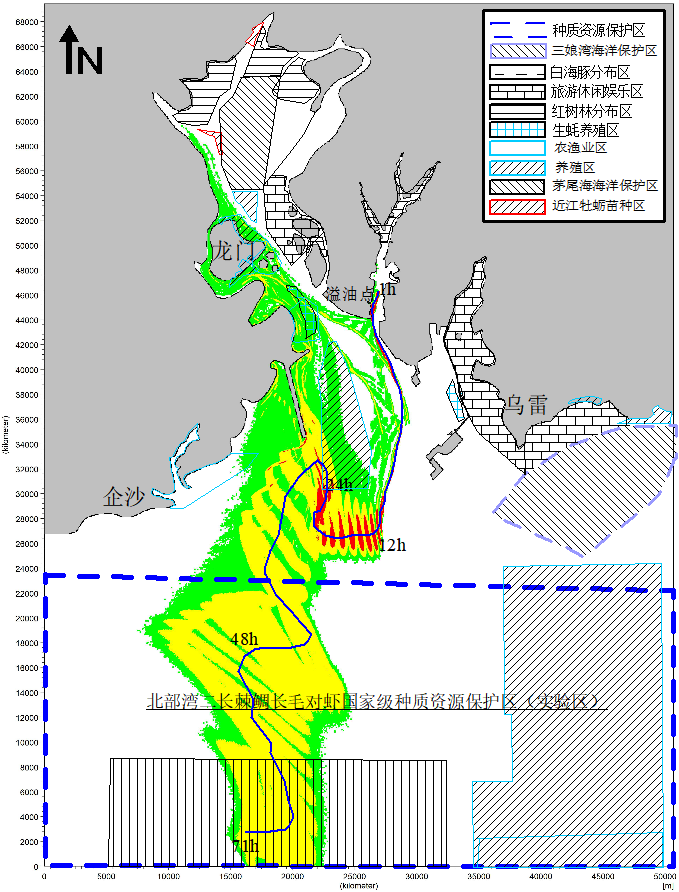 N
种质资源保护区
三娘湾海洋保护区
白海豚分布区
旅游休闲娱乐区
红树林分布区
生蚝养殖区
农渔业区
养殖区
茅尾海海洋保护区
近江牡蛎苗种区
68000
66000
64000
62000
60000
58000
56000
54000
52000
50000
48000
46000
44000
42000
40000
38000
36000
34000
32000
30000
28000
26000
24000
22000
20000
18000
16000
14000
12000
10000
8000
6000
4000
2000
0
(kilometer)
龙门
溢油点 1h
乌雷
企沙
24h
12h
48h
北部湾二长棘鲷长毛对虾国家级种质资源保护区（实验区）
71h
0 5000 10000 15000 20000 25000 30000 35000 40000 45000 50000
(kilometer) [m]